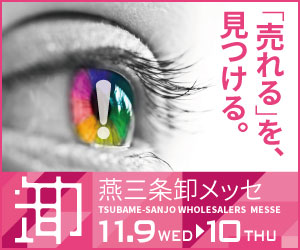 「売れる」を、
見つける。
!
卸
燕三条卸メッセ
TSUBAME-SANJO WHOLESALERS MESSE
11.9 WED ▶ 10 THU